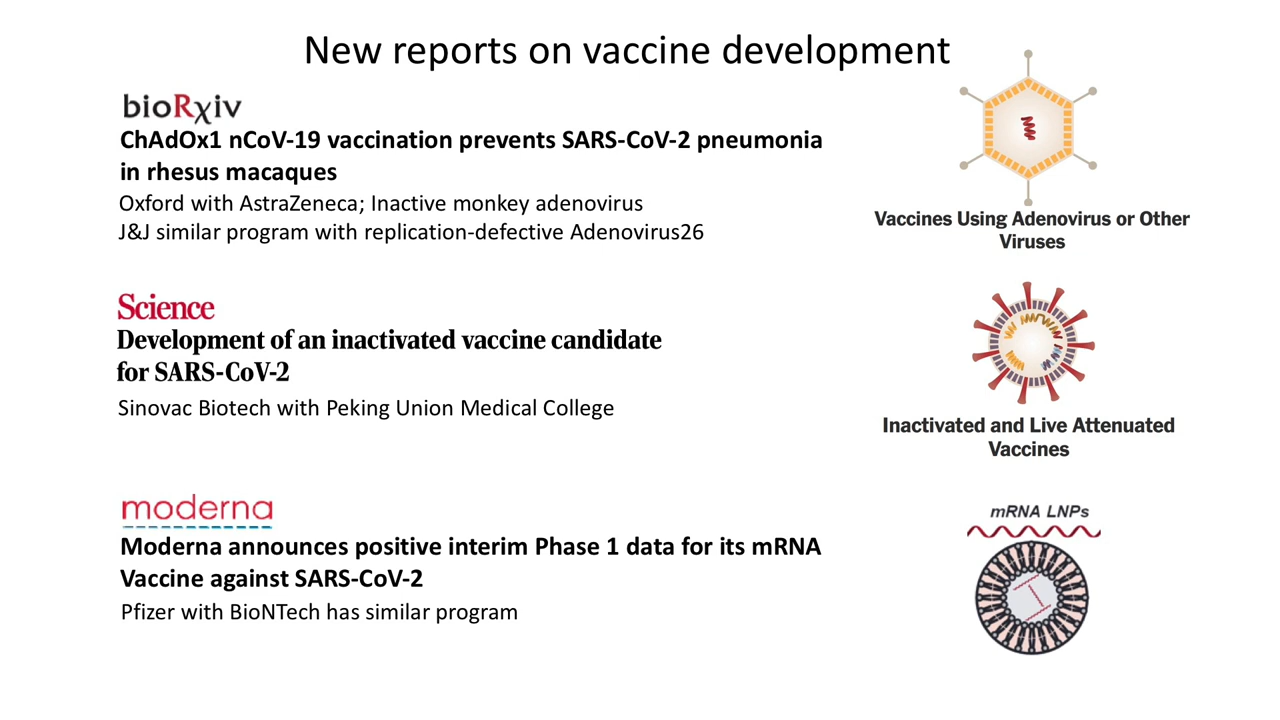 New reports on vaccine development
bioRχiv
ChAdOx1 nCoV-19 vaccination prevents SARS-CoV-2 pneumonia
in rhesus macaques
Oxford with AstraZeneca; Inactive monkey adenovirus
J&J similar program with replication-defective Adenovirus26
Vaccines Using Adenovirus or Other
Viruses
Science
Development of an inactivated vaccine candidate
for SARS-CoV-2
Sinovac Biotech with Peking Union Medical College
Inactivated and Live Attenuated
Vaccines
moderna
Moderna announces positive interim Phase 1 data for its mRNA
Vaccine against SARS-CoV-2
Pfizer with BioNTech has similar program
mRNA LNPs